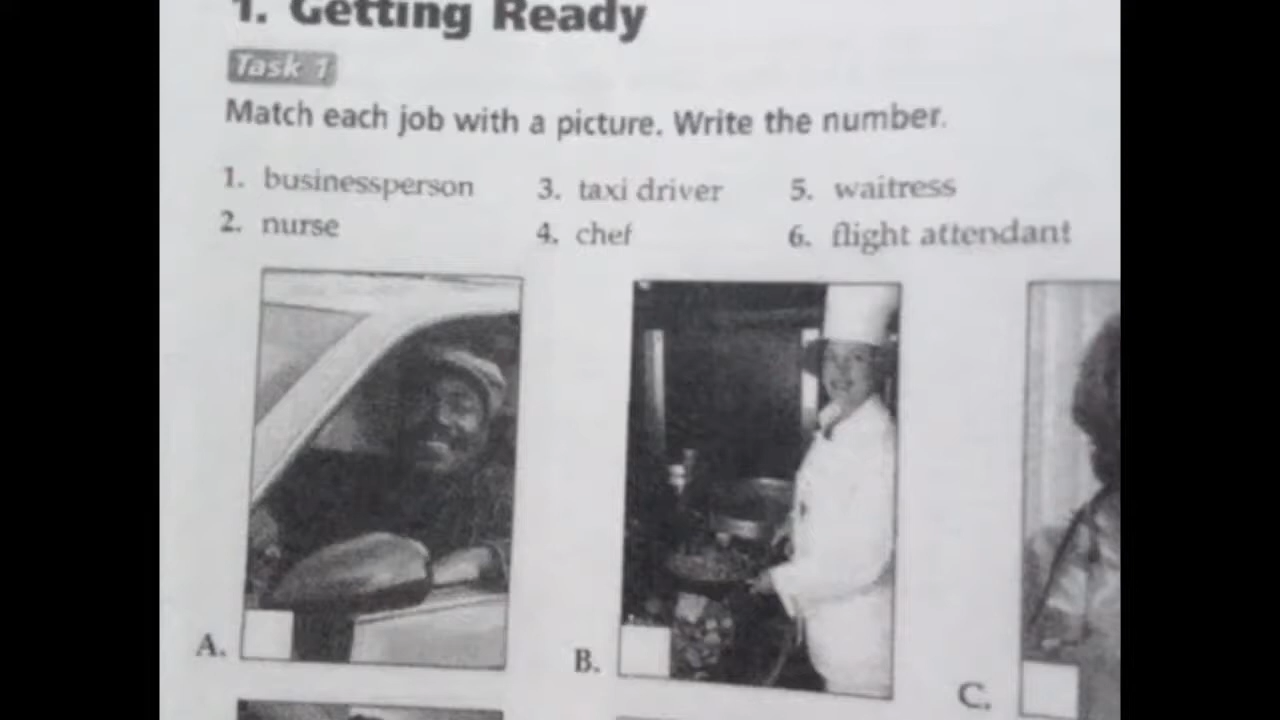 1. Getting Ready
Task 1
Match each job with a picture. Write the number.
1. businessperson 3. taxi driver 5. waitress
2. nurse 4. chef 6. flight attendant
A. B. C.